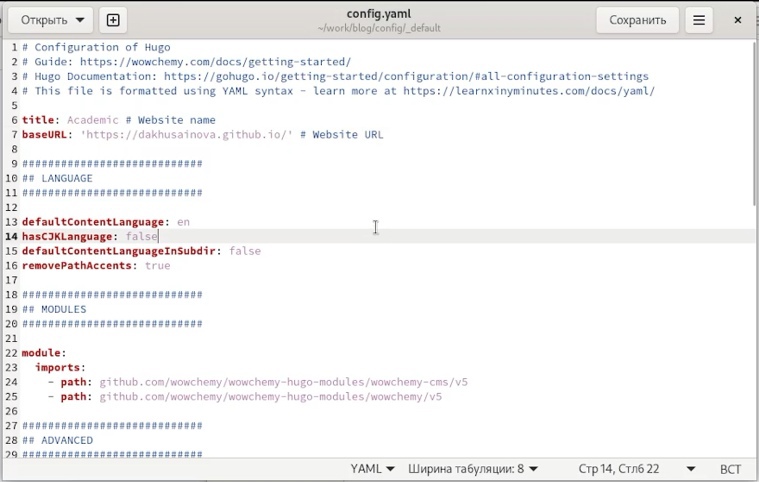 Открыть
config.yaml
~/work/blog/config/_default
Сохранить
1 # Configuration of Hugo
2 # Guide: https://wowchemy.com/docs/getting-started/
3 # Hugo Documentation: https://gohugo.io/getting-started/configuration/#all-configuration-settings
4 # This file is formatted using YAML syntax - learn more at https://learnxinyminutes.com/docs/yaml/
5
6 title: Academic # Website name
7 baseURL: 'https://dakhusainova.github.io/' # Website URL
8
9 ############################
10 ## LANGUAGE
11 ############################
12
13 defaultContentLanguage: en
14 hasCJKLanguage: false
15 defaultContentLanguageInSubdir: false
16 removePathAccents: true
17
18 ############################
19 ## MODULES
20 ############################
21
22 module:
23   imports:
24     - path: github.com/wowchemy/wowchemy-hugo-modules/wowchemy-cms/v5
25     - path: github.com/wowchemy/wowchemy-hugo-modules/wowchemy/v5
26
27 ############################
28 ## ADVANCED
29 ############################
YAML Ширина табуляции: 8 Стр 14, Стлб 22 ВСТ